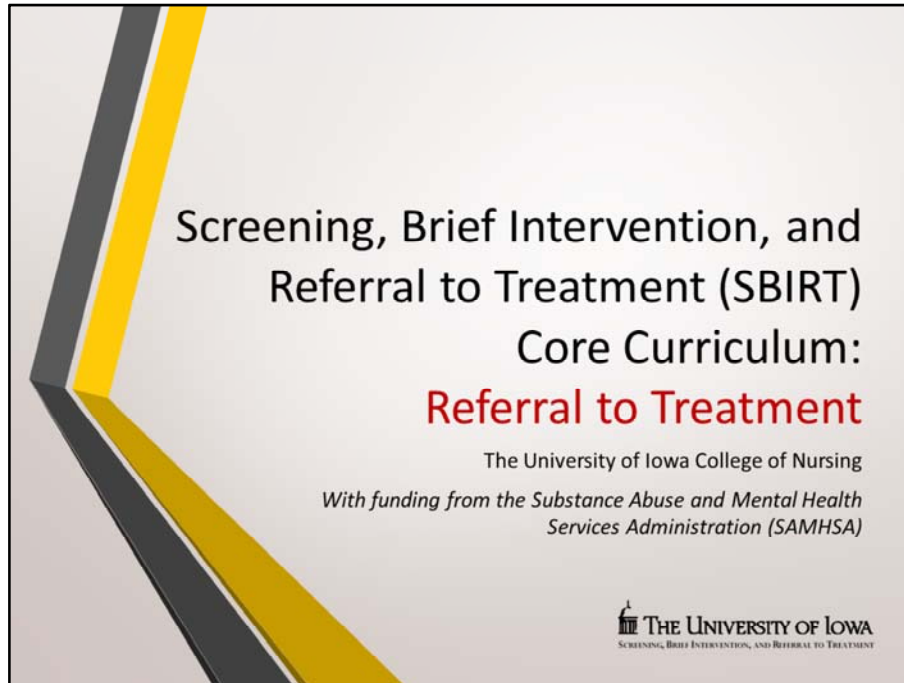 Screening, Brief Intervention, and
Referral to Treatment (SBIRT)
Core Curriculum:
Referral to Treatment
The University of Iowa College of Nursing
With funding from the Substance Abuse and Mental Health
Services Administration (SAMHSA)
THE UNIVERSITY OF IOWA
SCREENING, BRIEF INTERVENTION, AND REFERRAL TO TREATMENT